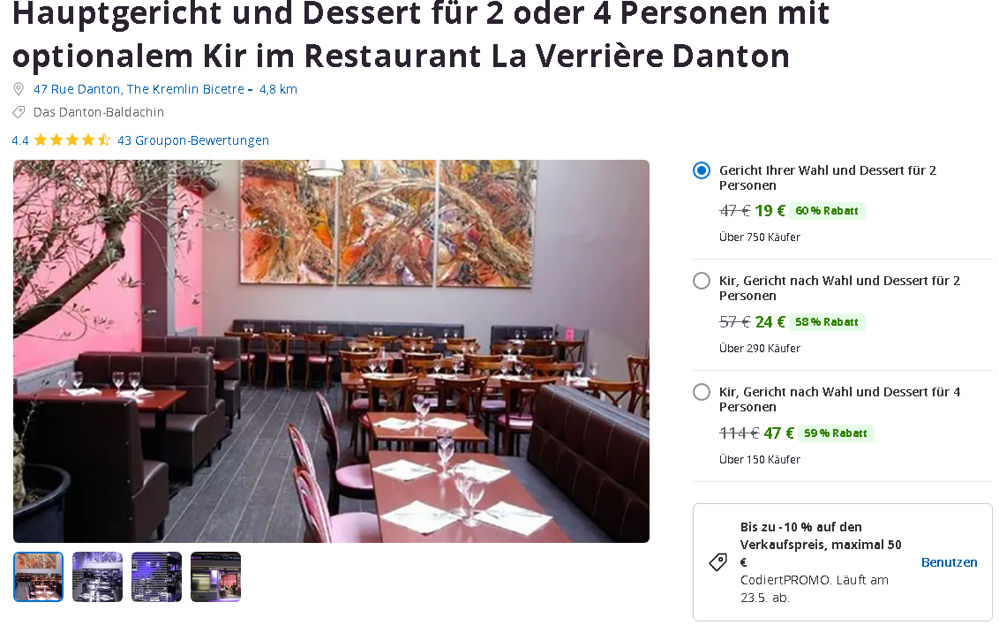 Hauptgericht und Dessert für 2 oder 4 Personen mit
optionalem Kir im Restaurant La Verrière Danton
47 Rue Danton, The Kremlin Bicetre – 4,8 km
Das Danton-Baldachin
4.4 43 Groupon-Bewertungen
Gericht Ihrer Wahl und Dessert für 2
Personen
47 € 19 € 60 % Rabatt
Über 750 Käufer
Kir, Gericht nach Wahl und Dessert für 2
Personen
57 € 24 € 58 % Rabatt
Über 290 Käufer
Kir, Gericht nach Wahl und Dessert für 4
Personen
114 € 47 € 59 % Rabatt
Über 150 Käufer
Bis zu -10 % auf den
Verkaufspreis, maximal 50
€
CodiertPROMO. Läuft am
23.5. ab.
Benutzen